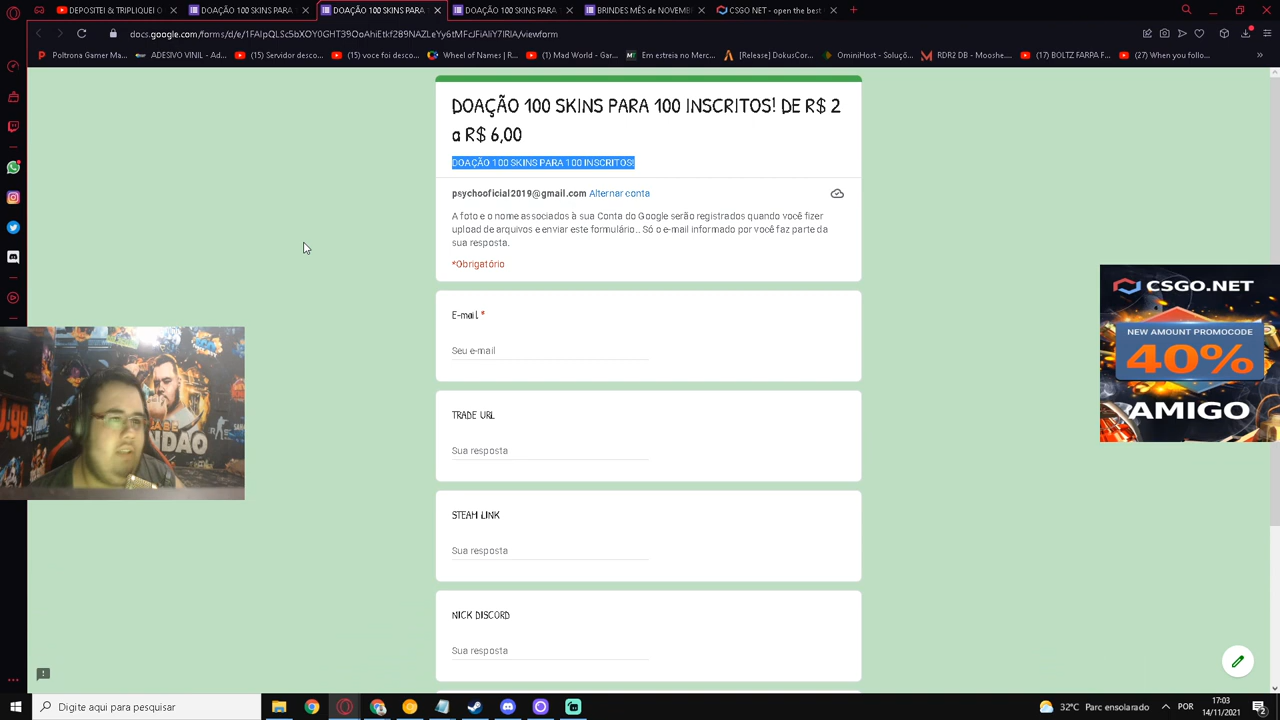 DEPOSITEI & TRIPLIQUEI O
DOAÇÃO 100 SKINS PARA
DOAÇÃO 100 SKINS PARA
DOAÇÃO 100 SKINS PARA
BRINDES MÊS de NOVEMB
CSGO NET - open the best
docs.google.com/forms/d/e/1FAIpQLSc5bXOY0GHT39OoAhiEtkf289NAZLeYy6tMFcJFiAliY7IRIA/viewform
Poltrona Gamer Ma...
ADESIVO VINIL - Ad...
(15) Servidor desco...
(15) voce foi desco...
Wheel of Names | R...
(1) Mad World - Gar...
Em estreia no Merc...
[Release] DokusCor...
OminiHost - Soluçõ...
RDR2 DB - Mooshe...
(17) BOLTZ FARPA F...
(27) When you follo...
DOAÇÃO 100 SKINS PARA 100 INSCRITOS! DE R$ 2
a R$ 6,00
DOAÇÃO 100 SKINS PARA 100 INSCRITOS!
psychooficial2019@gmail.com Alternar conta
A foto e o nome associados à sua Conta do Google serão registrados quando você fizer
upload de arquivos e enviar este formulário.. Só o e-mail informado por você faz parte da
sua resposta.
*Obrigatório
E-mail *
Seu e-mail
TRADE URL
Sua resposta
STEAM LINK
Sua resposta
NICK DISCORD
Sua resposta
CSGO.NET
NEW AMOUNT PROMOCODE
40%
AMIGO
Digite aqui para pesquisar
32°C Parc ensolarado
POR
17:03
14/11/2021
2